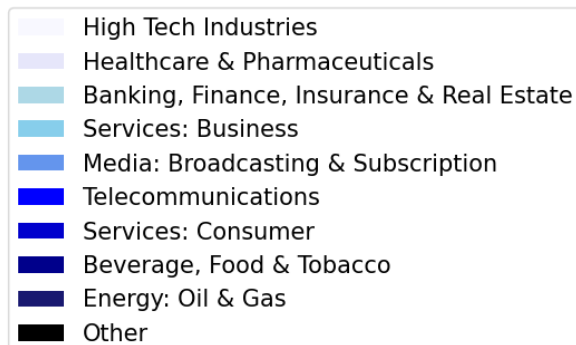 High Tech Industries
Healthcare & Pharmaceuticals
Banking, Finance, Insurance & Real Estate
Services: Business
Media: Broadcasting & Subscription
Telecommunications
Services: Consumer
Beverage, Food & Tobacco
Energy: Oil & Gas
Other